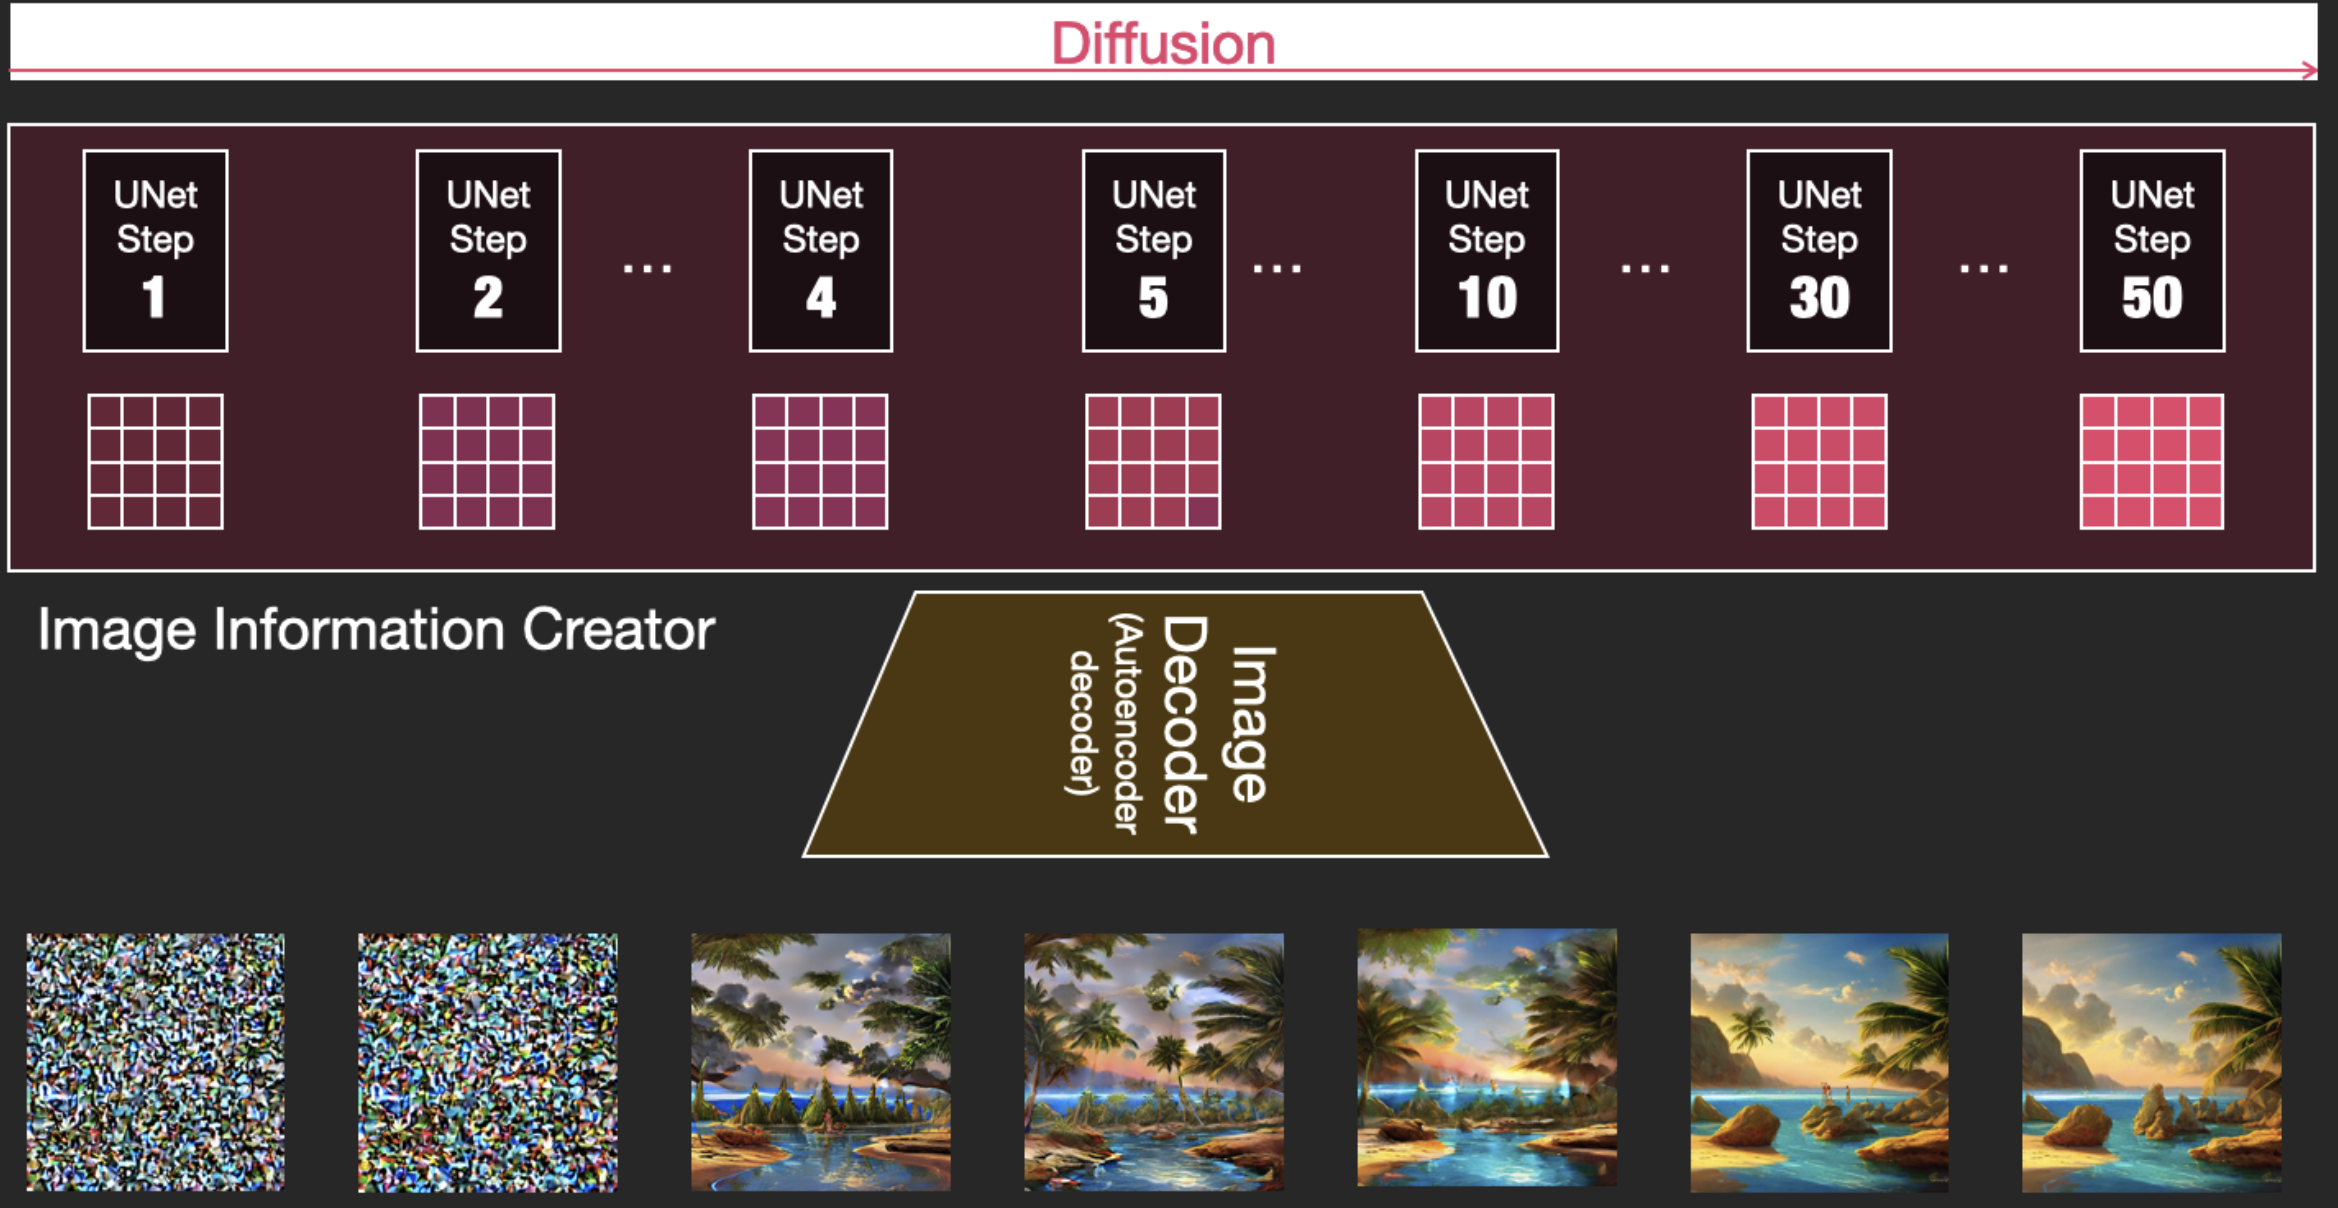 Diffusion
UNet
Step
1
UNet
Step
2
...
UNet
Step
4
UNet
Step
5
...
UNet
Step
10
...
UNet
Step
30
...
UNet
Step
50
Image Information Creator
Image
Decoder
(Autoencoder
decoder)